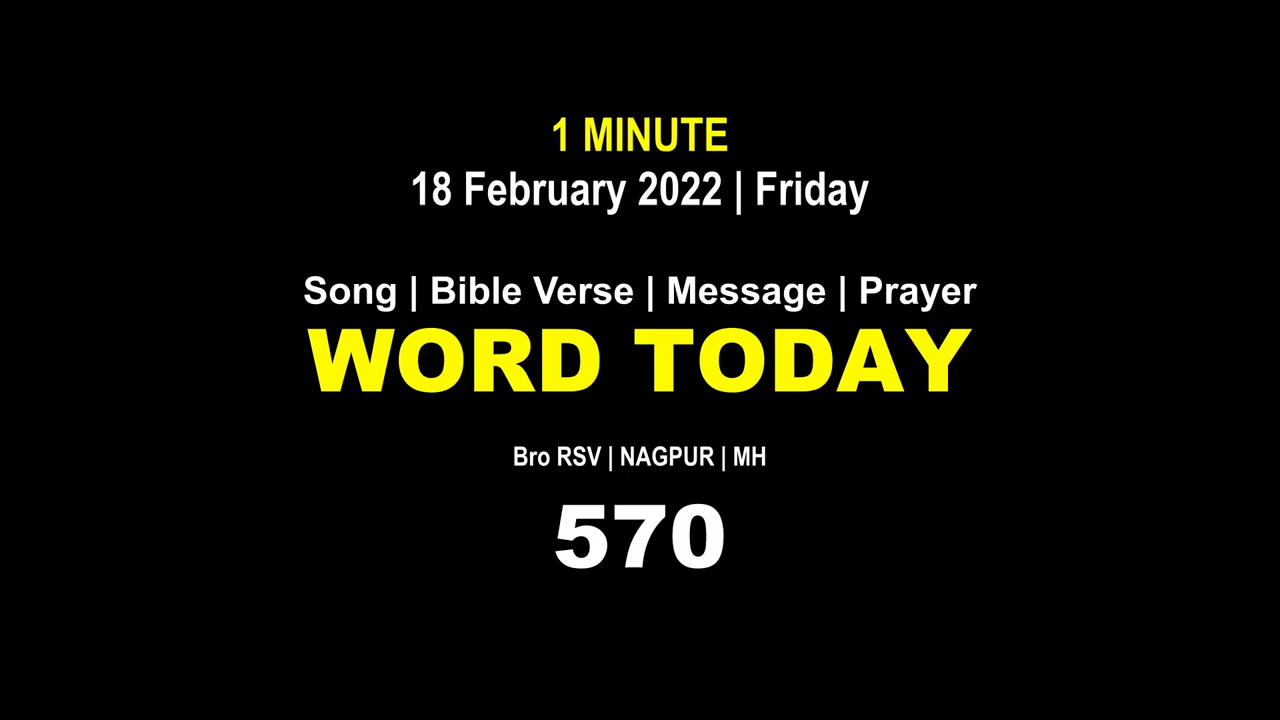 1 MINUTE
18 February 2022 | Friday
Song | Bible Verse | Message | Prayer
WORD TODAY
Bro RSV | NAGPUR | MH
570